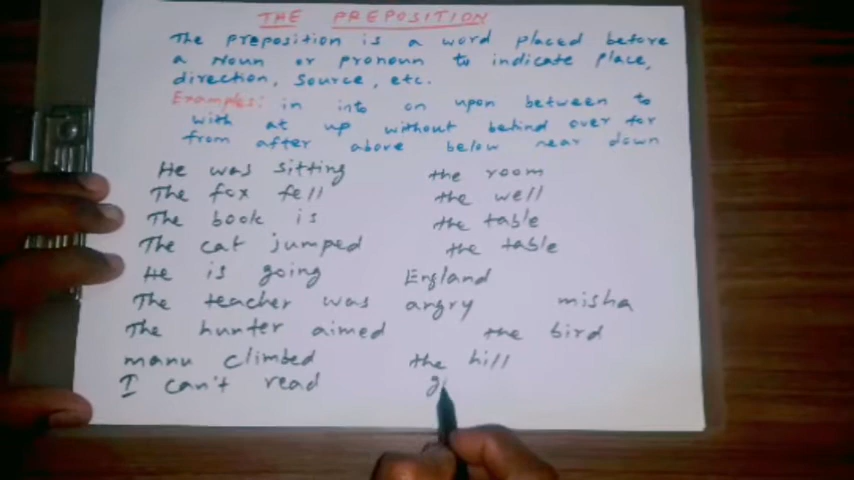 THE PREPOSITION
The preposition is a word placed before
a Noun or pronoun to indicate place,
direction, Source, etc.
Examples: in into on upon between to
with at up without behind over for
from after above below near down
He was sitting the room
The fox fell the well
The book is the table
The cat jumped the table
He is going England
The teacher was angry misha
The hunter aimed the bird
manu climbed the hill
I can't read g